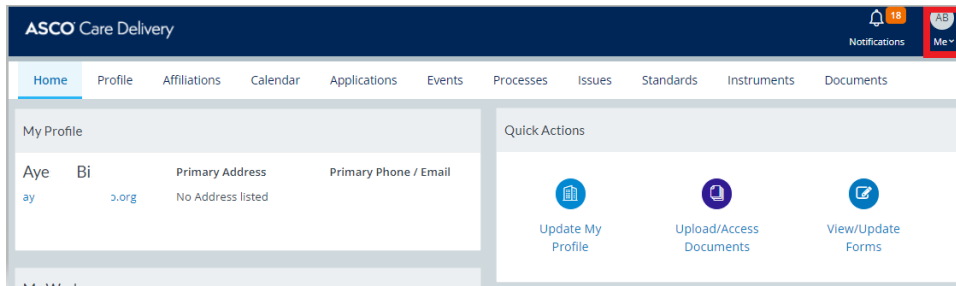 ASCO Care Delivery
18
AB
Notifications
Me
Home Profile Affiliations Calendar Applications Events Processes Issues Standards Instruments Documents
My Profile
Aye Bi
Primary Address
Primary Phone / Email
ay .org
No Address listed
Quick Actions
Update My
Profile
Upload/Access
Documents
View/Update
Forms